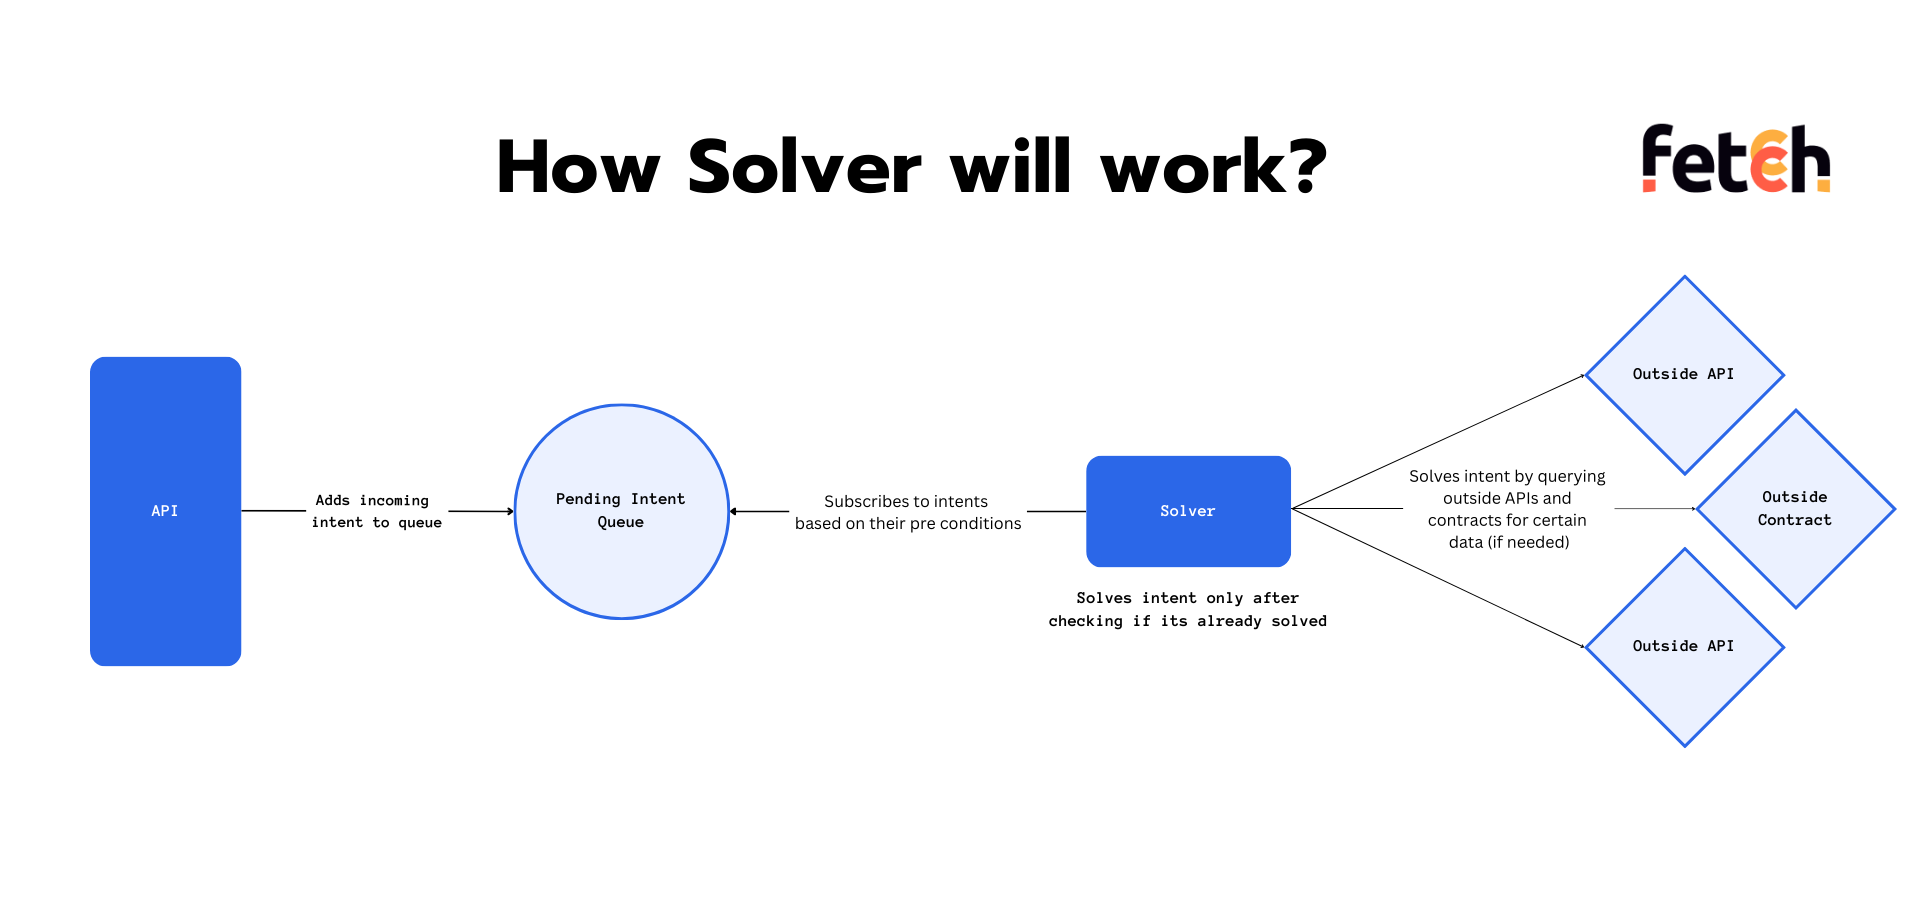 How Solver will work?
fetch
API
Adds incoming
intent to queue
Pending Intent
Queue
Subscribes to intents
based on their pre conditions
Solver
Solves intent only after
checking if its already solved
Solves intent by querying
outside APIs and
contracts for certain
data (if needed)
Outside API
Outside
Contract
Outside API